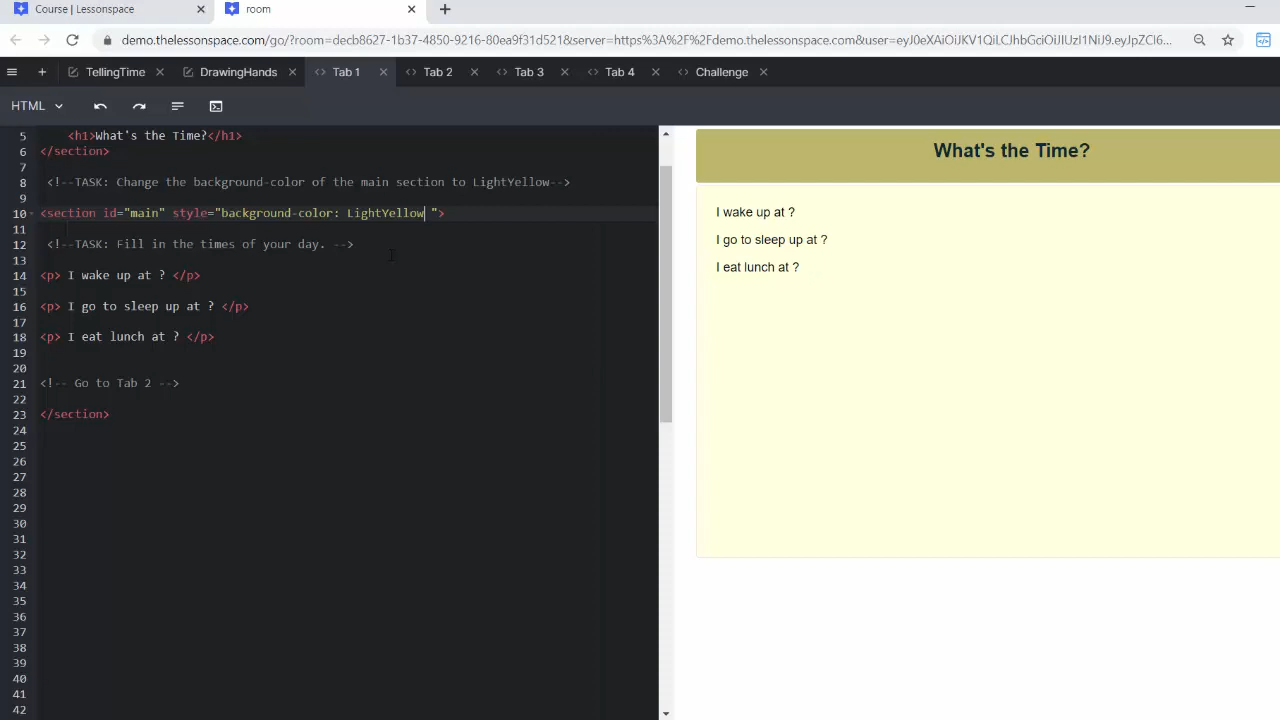 Course | Lessonspace
room
demo.thelessonspace.com/go/?room=decb8627-1b37-4850-9216-80ea9f31d521&server=https%3A%2F%2Fdemo.thelessonspace.com&user=eyJ0eXAiOiJKV1QiLCJhbGciOiJIUzI1NiJ9.eyJpZCI6...
TellingTime
DrawingHands
Tab 1
Tab 2
Tab 3
Tab 4
Challenge
HTML
5 <h1>What's the Time?</h1>
6 </section>
7
8 <!--TASK: Change the background-color of the main section to LightYellow-->
9
10 <section id="main" style="background-color: LightYellow ">
11
12 <!--TASK: Fill in the times of your day. -->
13
14 <p> I wake up at ? </p>
15
16 <p> I go to sleep up at ? </p>
17
18 <p> I eat lunch at ? </p>
19
20
21 <!-- Go to Tab 2 -->
22
23 </section>
24
25
26
27
28
29
30
31
32
33
34
35
36
37
38
39
40
41
42
What's the Time?
I wake up at ?
I go to sleep up at ?
I eat lunch at ?